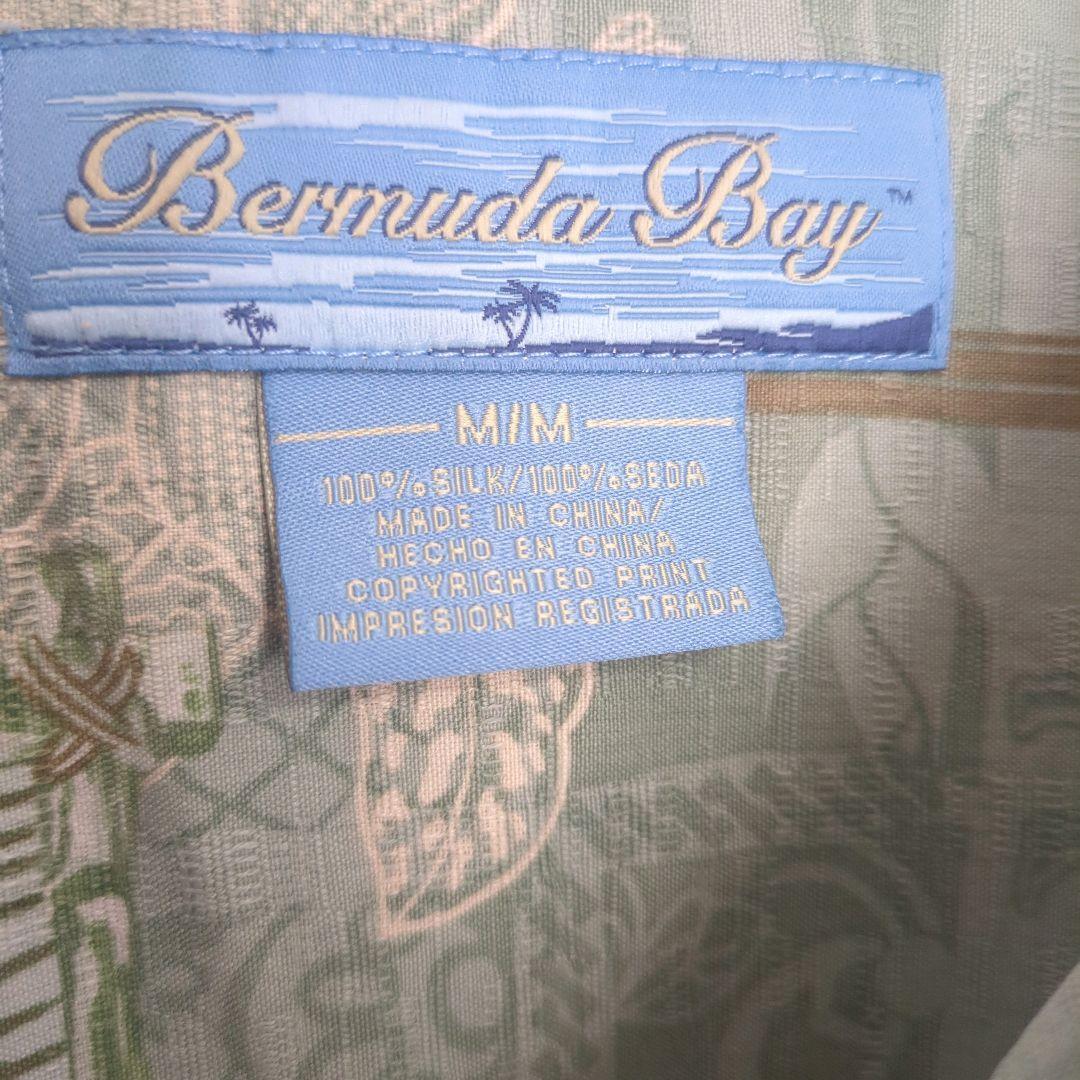 Bermuda Bay™
M/M
100%SILK/100%SEDA
MADE IN CHINA/
HECHO EN CHINA
COPYRIGHTED PRINT
IMPRESION REGISTRADA